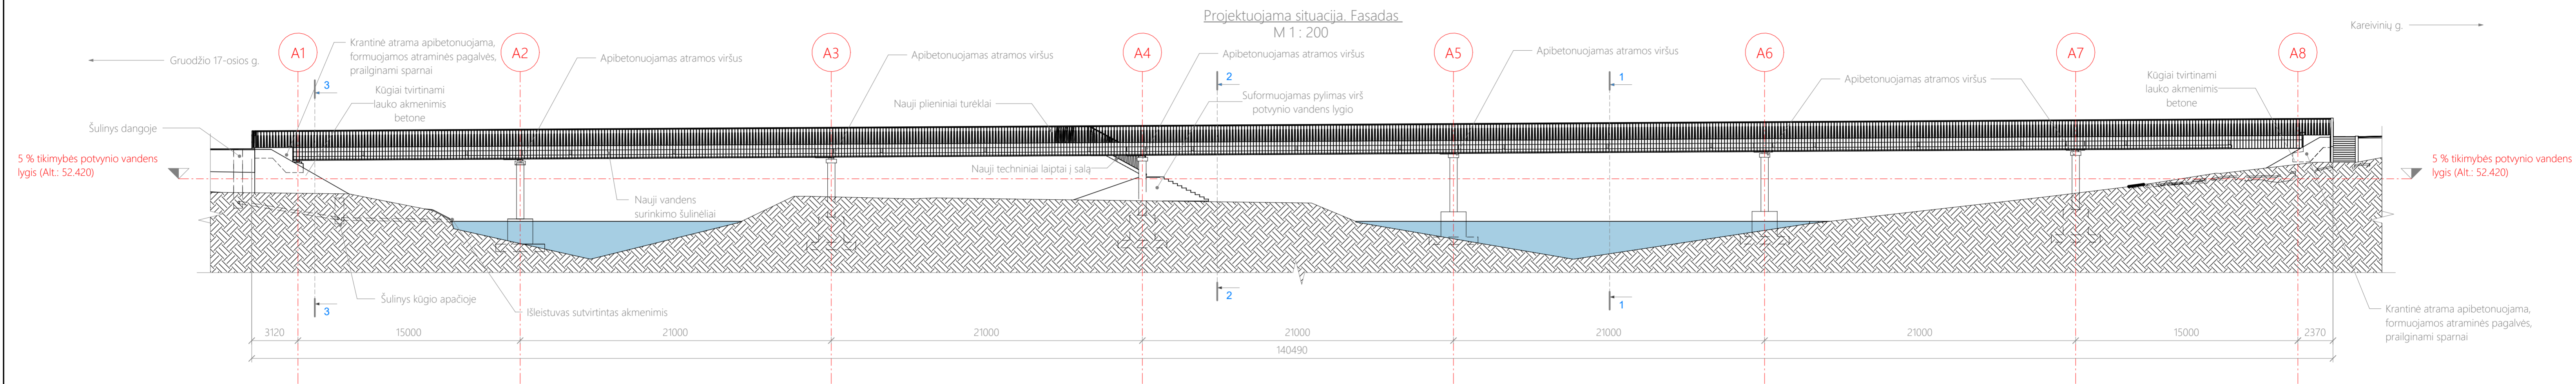 Projektuojama situacija. Fasadas
M 1 : 200
Kareivinių g.
Gruodžio 17-osios g.
A1
A2
A3
A4
A5
A6
A7
A8
Krantinė atrama apibetonuojama,
formuojamos atraminės pagalvės,
prailginami sparnai
Apibetonuojamas atramos viršus
Apibetonuojamas atramos viršus
Apibetonuojamas atramos viršus
Apibetonuojamas atramos viršus
Apibetonuojamas atramos viršus
Kūgiai tvirtinami
lauko akmenimis
betone
3
2
1
Kūgiai tvirtinami
lauko akmenimis
betone
Nauji plieniniai turėklai
Suformuojamas pylimas virš
potvynio vandens lygio
Šulinys dangoje
5 % tikimybės potvynio vandens
lygis (Alt.: 52.420)
5 % tikimybės potvynio vandens
lygis (Alt.: 52.420)
Nauji techniniai laiptai į salą
Nauji vandens
surinkimo šulinėliai
Šulinys kūgio apačioje
Išleistuvas sutvirtintas akmenimis
3
2
1
Krantinė atrama apibetonuojama,
formuojamos atraminės pagalvės,
prailginami sparnai
3120
15000
21000
21000
21000
21000
21000
15000
2370
140490